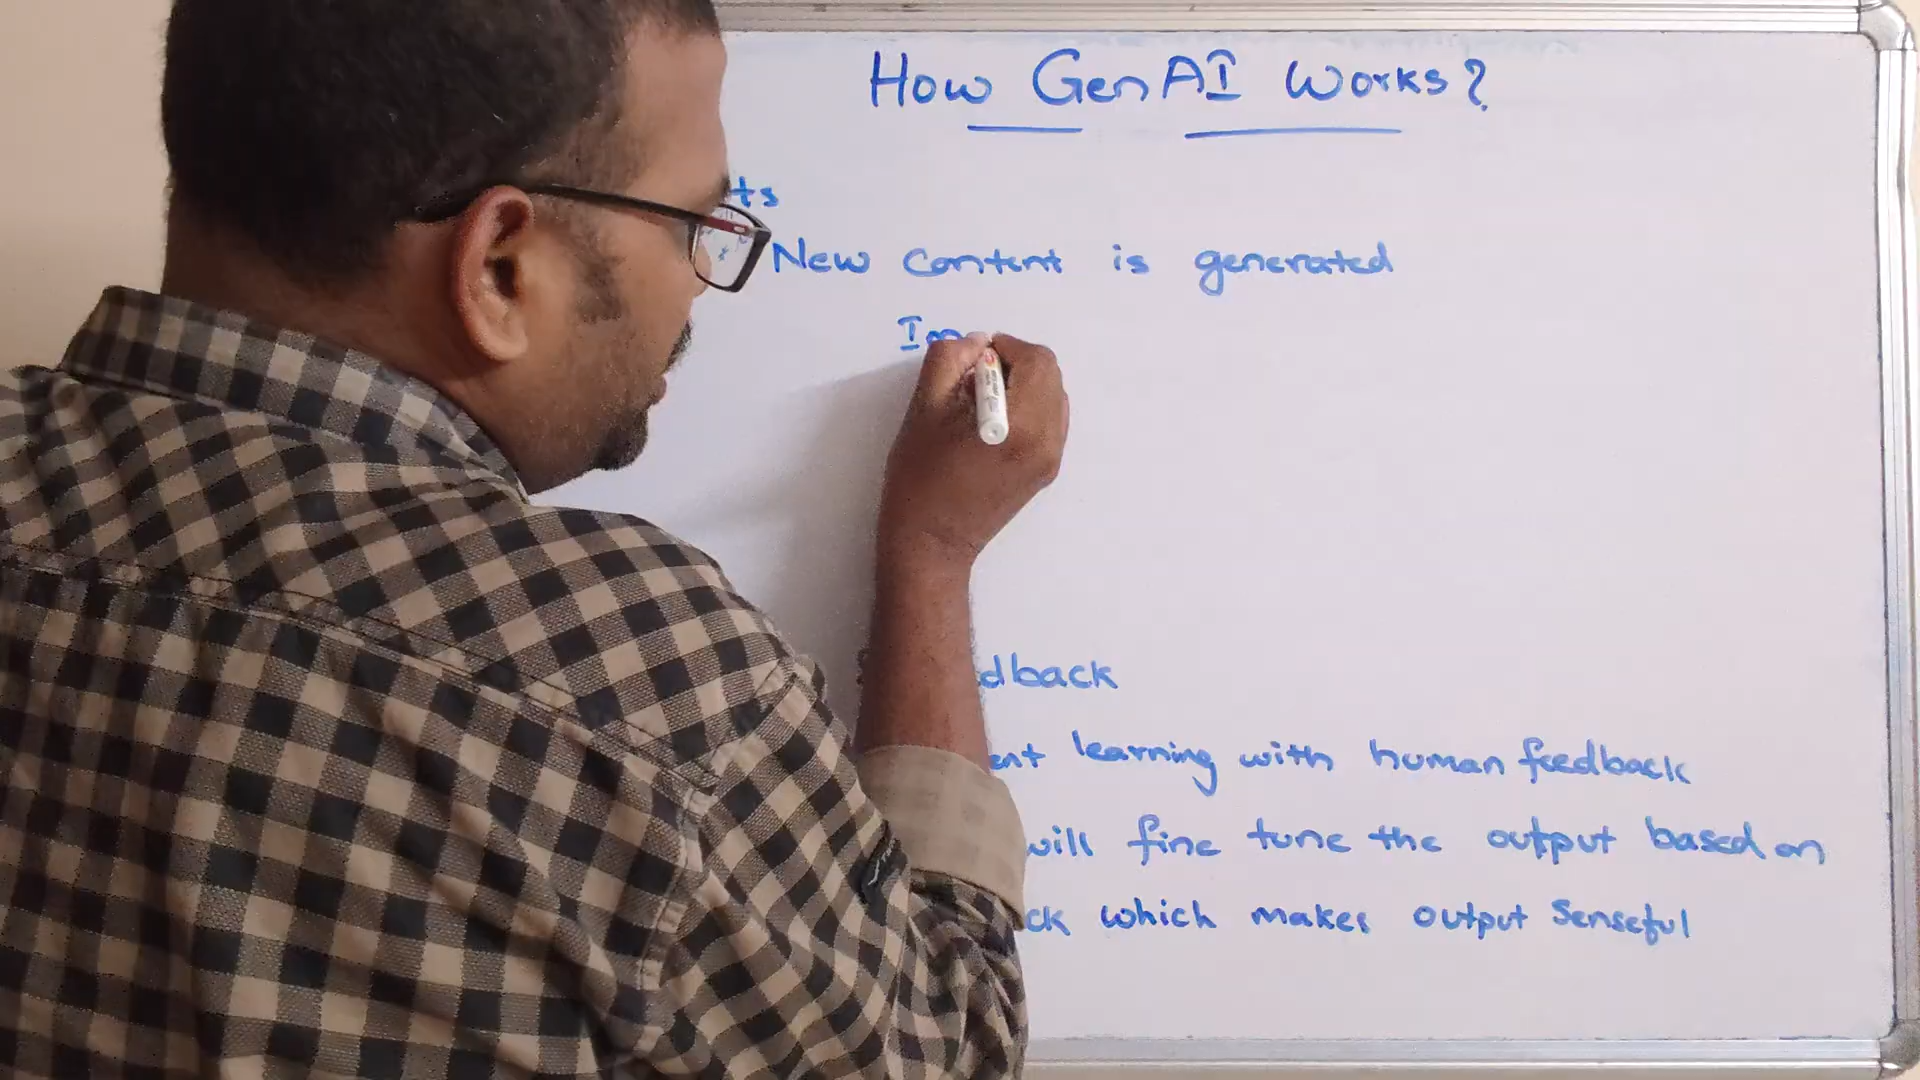 How GenAI Works?
ts
New content is generated
Im
dback
ent learning with human feedback
will fine tune the output based on
ck which makes output Senseful